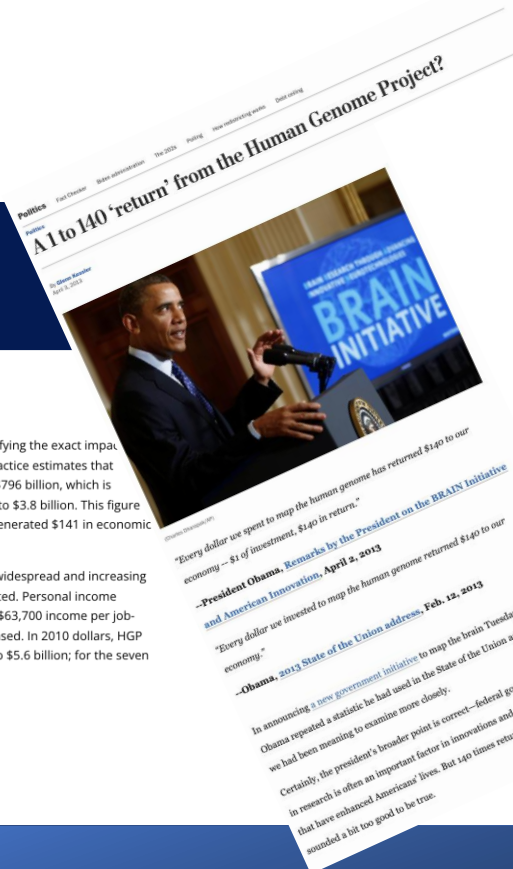 Politics Fact Checker Biden administration The 202s Polling How redistricting works Debt ceiling
Politics
A 1 to 140 ‘return’ from the Human Genome Project?
By Glenn Kessler
April 3, 2013
BRAIN RESEARCH THROUGH ADVANCING
INNOVATIVE NEUROTECHNOLOGIES
BRAIN
INITIATIVE
(Charles Dharapak/AP)
“Every dollar we spent to map the human genome has returned $140 to our
economy -- $1 of investment, $140 in return.”
--President Obama, Remarks by the President on the BRAIN Initiative
and American Innovation, April 2, 2013
“Every dollar we invested to map the human genome returned $140 to our
economy.”
--Obama, 2013 State of the Union address, Feb. 12, 2013
In announcing a new government initiative to map the brain Tuesda
Obama repeated a statistic he had used in the State of the Union a
we had been meaning to examine more closely.
Certainly, the president’s broader point is correct—federal go
in research is often an important factor in innovations and
that have enhanced Americans’ lives. But 140 times retu
sounded a bit too good to be true.
fying the exact impac
actice estimates that
796 billion, which is
to $3.8 billion. This figure
enerated $141 in economic
widespread and increasing
ted. Personal income
$63,700 income per job-
sed. In 2010 dollars, HGP
o $5.6 billion; for the seven